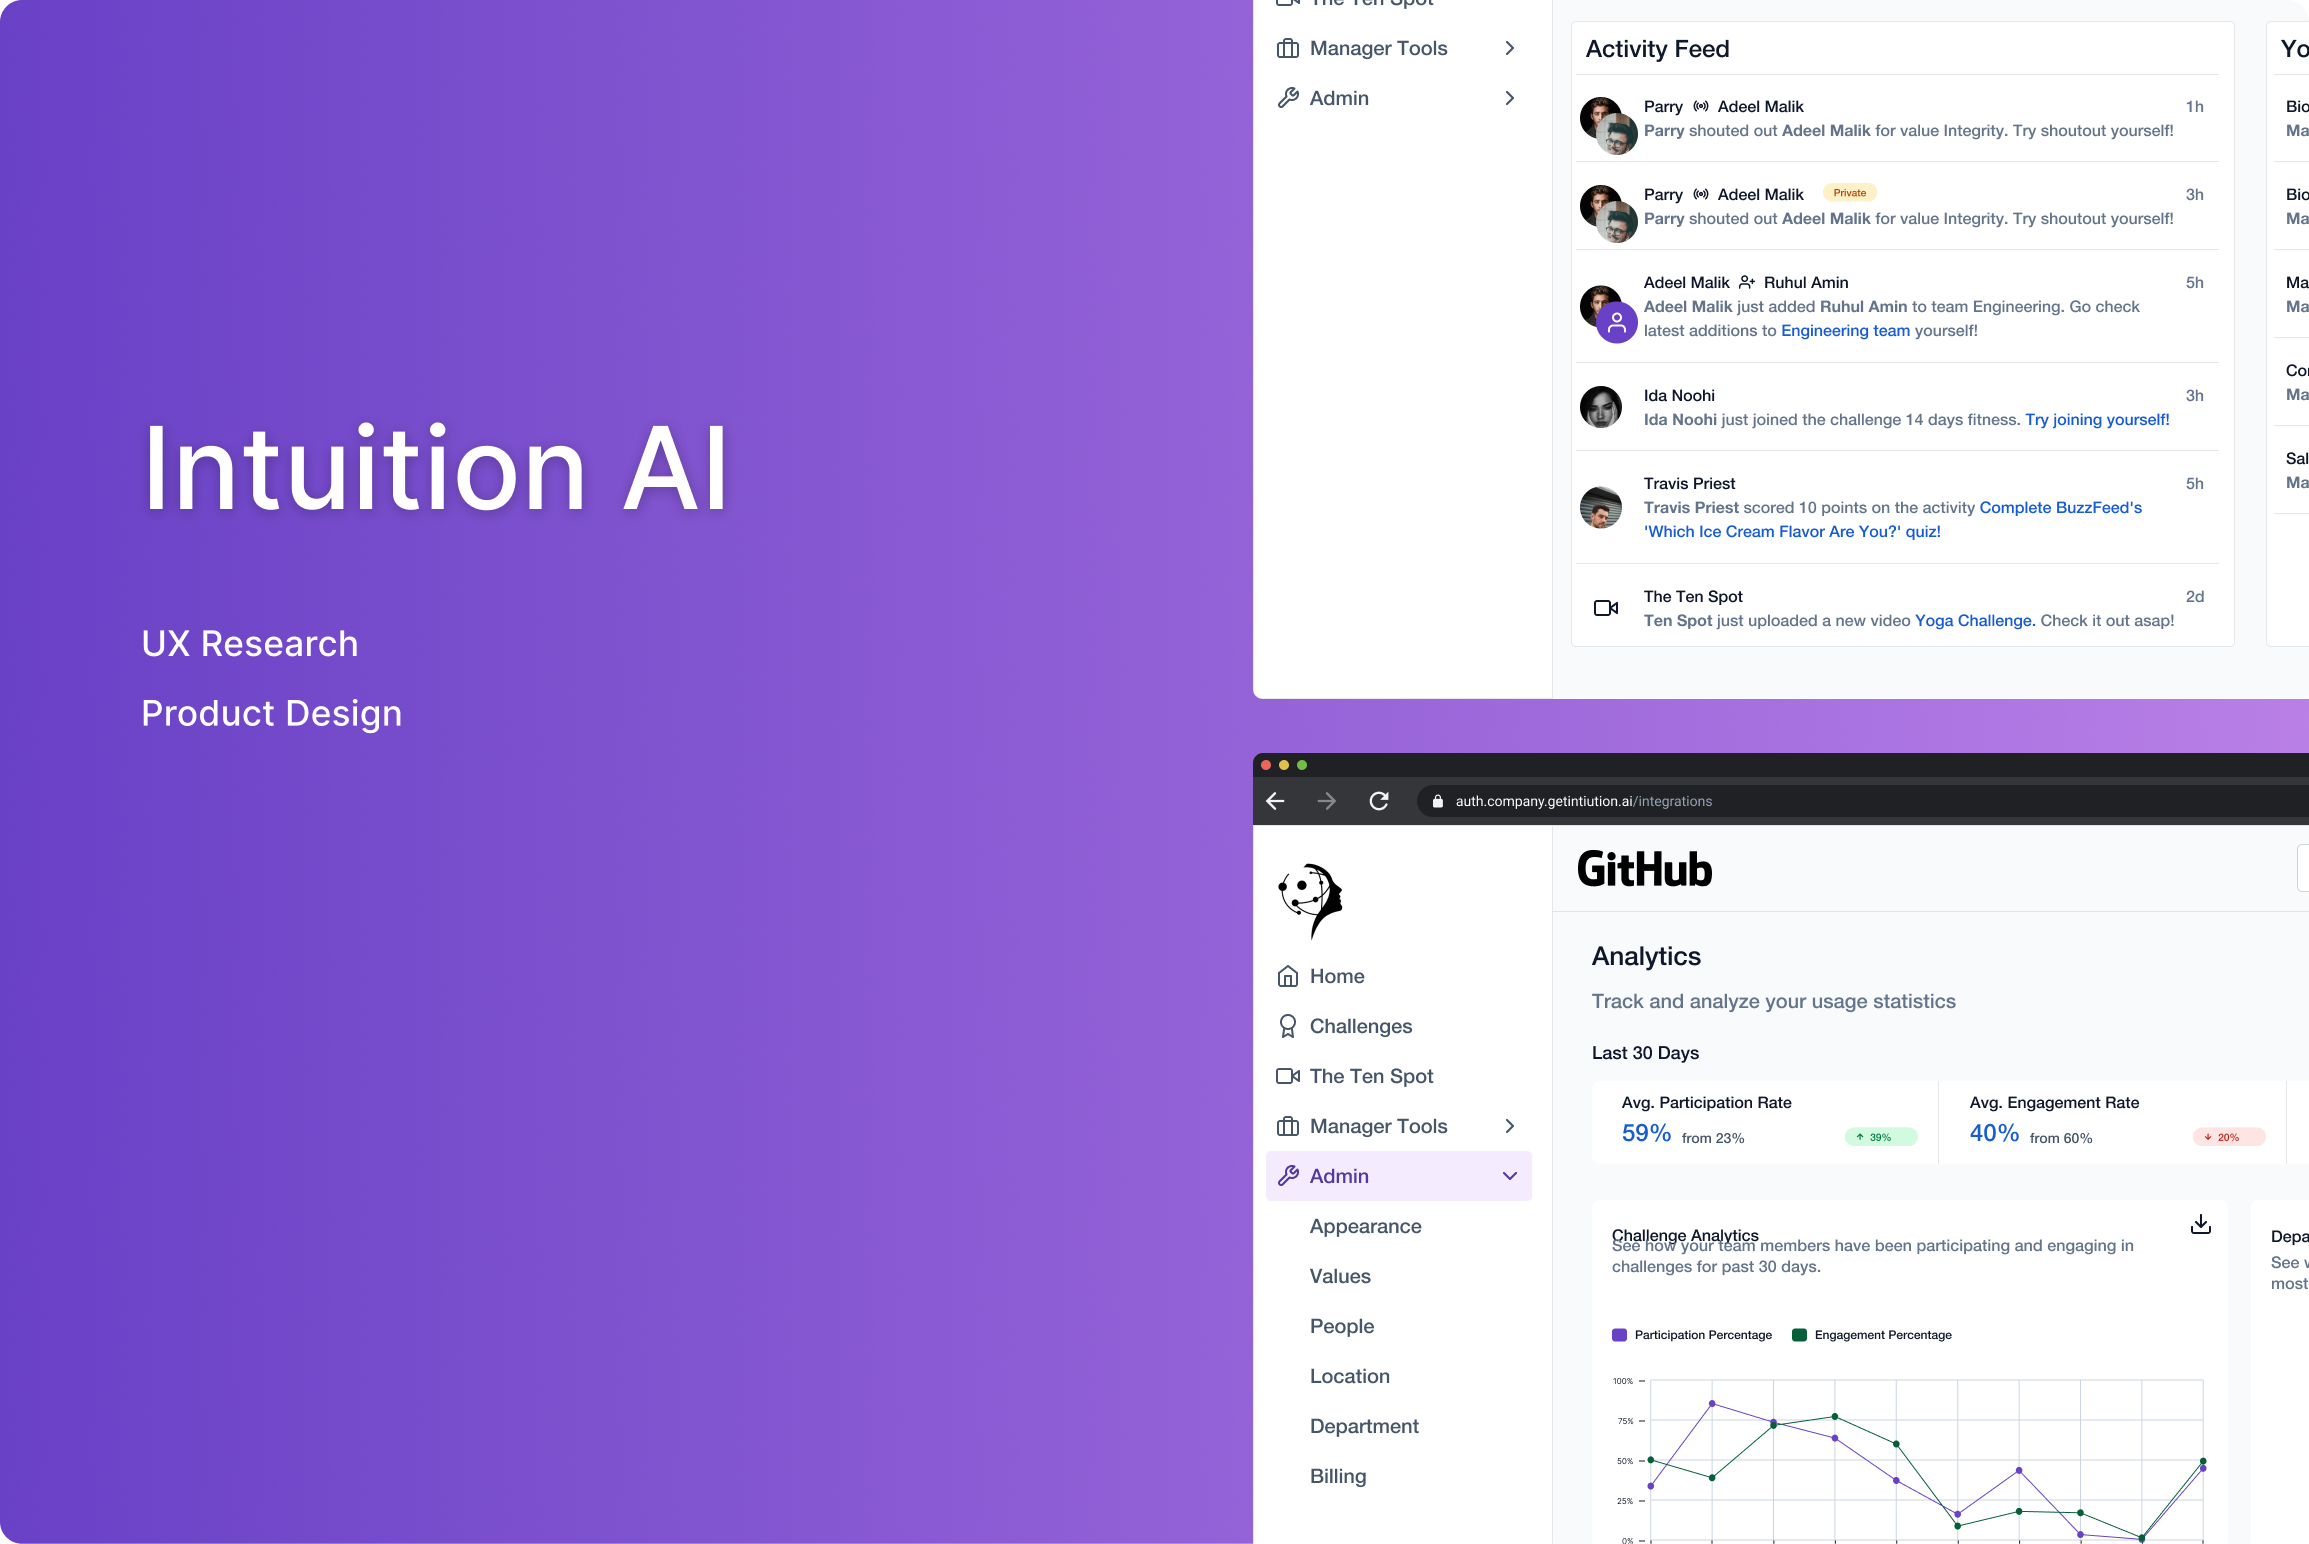 Intuition AI
UX Research
Product Design
The Ten Spot
Manager Tools
Admin
Activity Feed
Parry Adeel Malik 1h
Parry shouted out Adeel Malik for value Integrity. Try shoutout yourself!
Parry Adeel Malik Private 3h
Parry shouted out Adeel Malik for value Integrity. Try shoutout yourself!
Adeel Malik Ruhul Amin 5h
Adeel Malik just added Ruhul Amin to team Engineering. Go check
latest additions to Engineering team yourself!
Ida Noohi 3h
Ida Noohi just joined the challenge 14 days fitness. Try joining yourself!
Travis Priest 5h
Travis Priest scored 10 points on the activity Complete BuzzFeed's
'Which Ice Cream Flavor Are You?' quiz!
The Ten Spot 2d
Ten Spot just uploaded a new video Yoga Challenge. Check it out asap!
Yo
Bio
Ma
Bio
Ma
Ma
Ma
Co
Ma
Sal
Ma
auth.company.getintiution.ai/integrations
Home
Challenges
The Ten Spot
Manager Tools
Admin
Appearance
Values
People
Location
Department
Billing
GitHub
Analytics
Track and analyze your usage statistics
Last 30 Days
Avg. Participation Rate
59% from 23% 39%
Avg. Engagement Rate
40% from 60% 20%
Challenge Analytics
See how your team members have been participating and engaging in
challenges for past 30 days.
Participation Percentage Engagement Percentage
100%
75%
50%
25%
0%
Depa
See
most